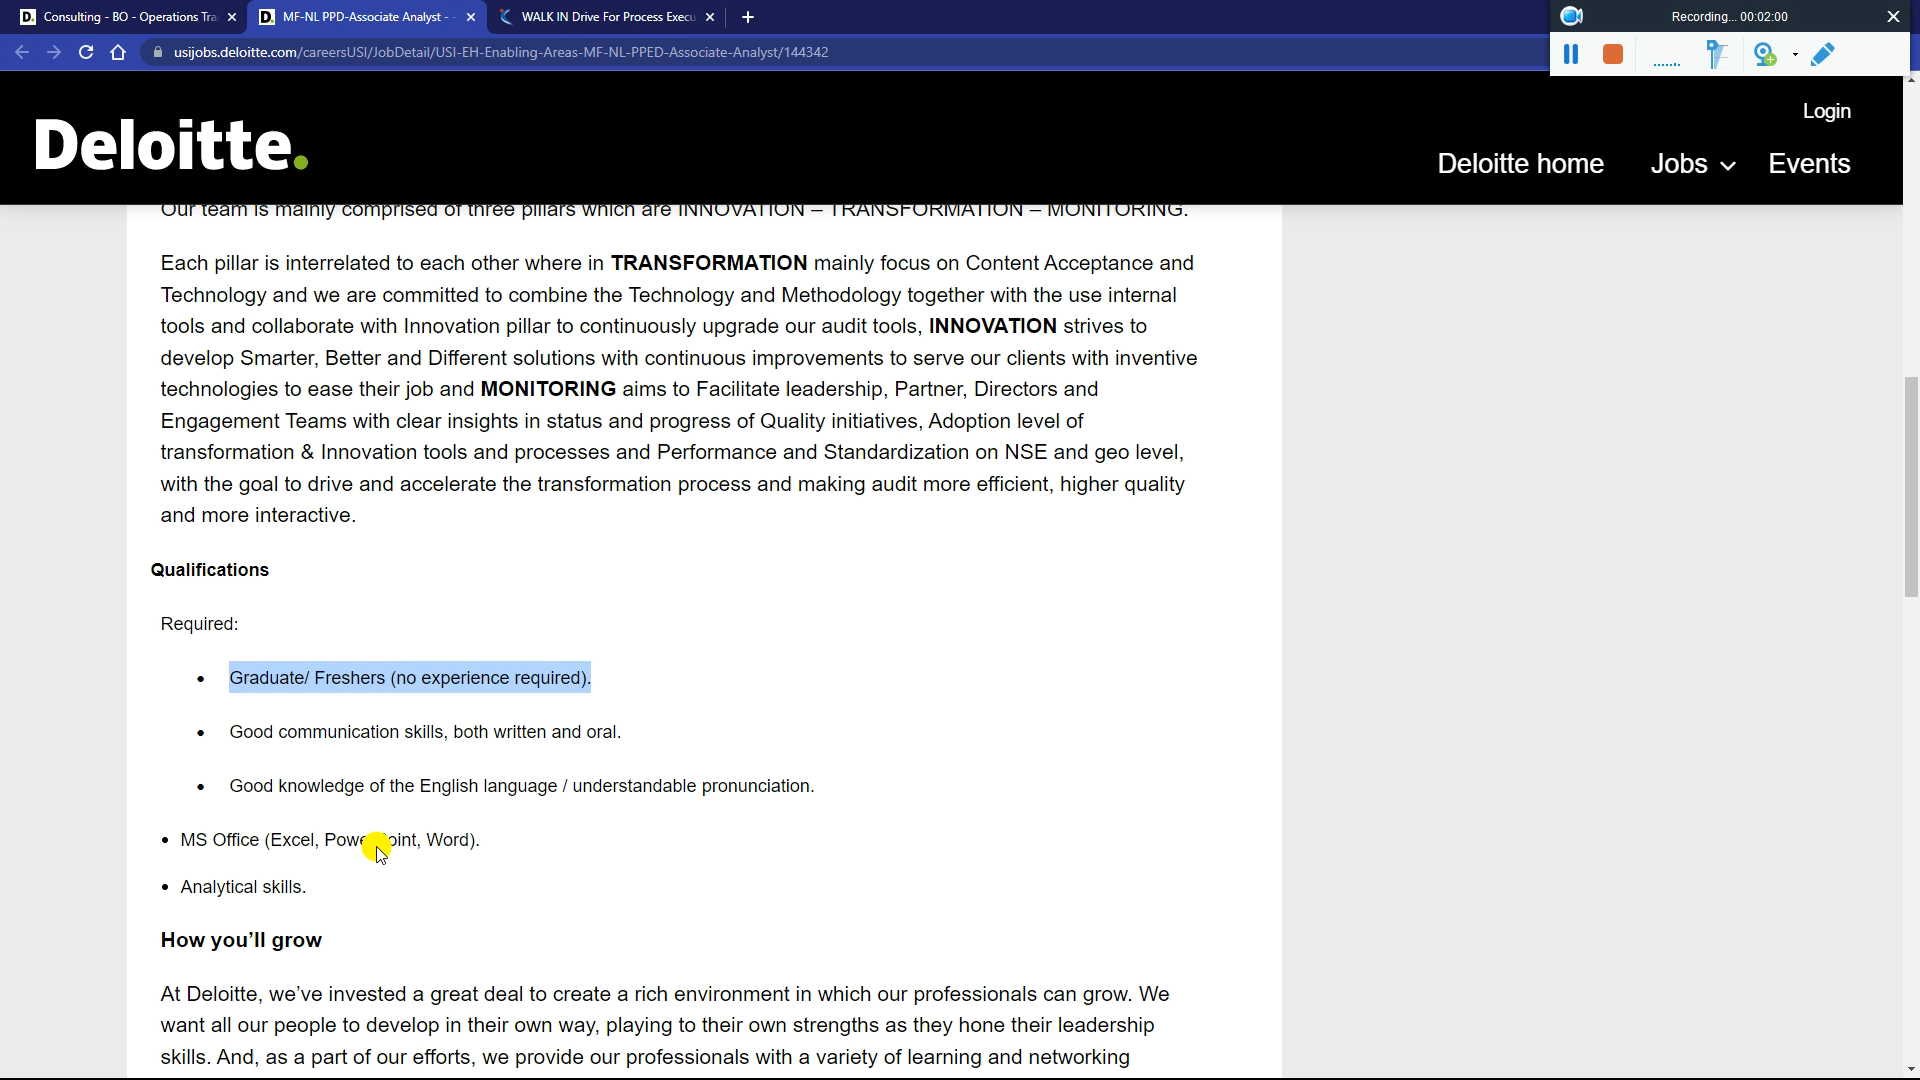 Consulting - BO - Operations Tra
MF-NL PPD-Associate Analyst - -
WALK IN Drive For Process Execu
Recording... 00:02:00
usijobs.deloitte.com/careersUSI/JobDetail/USI-EH-Enabling-Areas-MF-NL-PPED-Associate-Analyst/144342
Login
Deloitte.
Deloitte home
Jobs
Events
Our team is mainly comprised of three pillars which are INNOVATION – TRANSFORMATION – MONITORING.
Each pillar is interrelated to each other where in TRANSFORMATION mainly focus on Content Acceptance and
Technology and we are committed to combine the Technology and Methodology together with the use internal
tools and collaborate with Innovation pillar to continuously upgrade our audit tools, INNOVATION strives to
develop Smarter, Better and Different solutions with continuous improvements to serve our clients with inventive
technologies to ease their job and MONITORING aims to Facilitate leadership, Partner, Directors and
Engagement Teams with clear insights in status and progress of Quality initiatives, Adoption level of
transformation & Innovation tools and processes and Performance and Standardization on NSE and geo level,
with the goal to drive and accelerate the transformation process and making audit more efficient, higher quality
and more interactive.
Qualifications
Required:
• Graduate/ Freshers (no experience required).
• Good communication skills, both written and oral.
• Good knowledge of the English language / understandable pronunciation.
• MS Office (Excel, PowerPoint, Word).
• Analytical skills.
How you’ll grow
At Deloitte, we’ve invested a great deal to create a rich environment in which our professionals can grow. We
want all our people to develop in their own way, playing to their own strengths as they hone their leadership
skills. And, as a part of our efforts, we provide our professionals with a variety of learning and networking